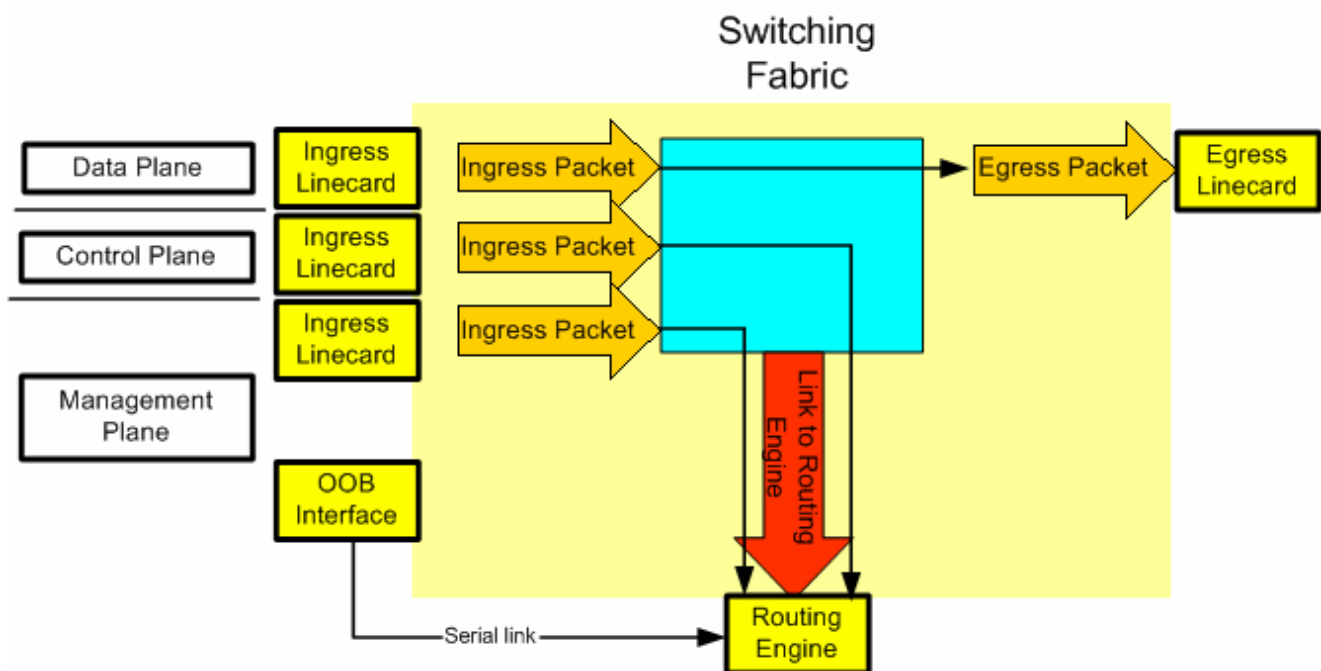 Switching
Fabric
Data Plane
Ingress
Linecard
Ingress Packet
Egress Packet
Egress
Linecard
Control Plane
Ingress
Linecard
Ingress Packet
Ingress
Linecard
Ingress Packet
Management
Plane
Link to Routing
Engine
OOB
Interface
Serial link
Routing
Engine